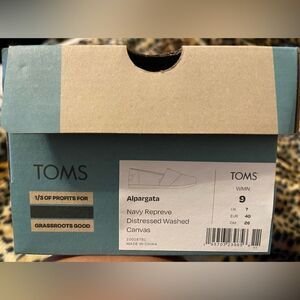 TOMS
1/3 OF PROFITS FOR
GRASSROOTS GOOD
Alpargata
Navy Repreve
Distressed Washed
Canvas
MADE IN CHINA
TOMS
WMN
9
UK 7
EUR 40
CM 26